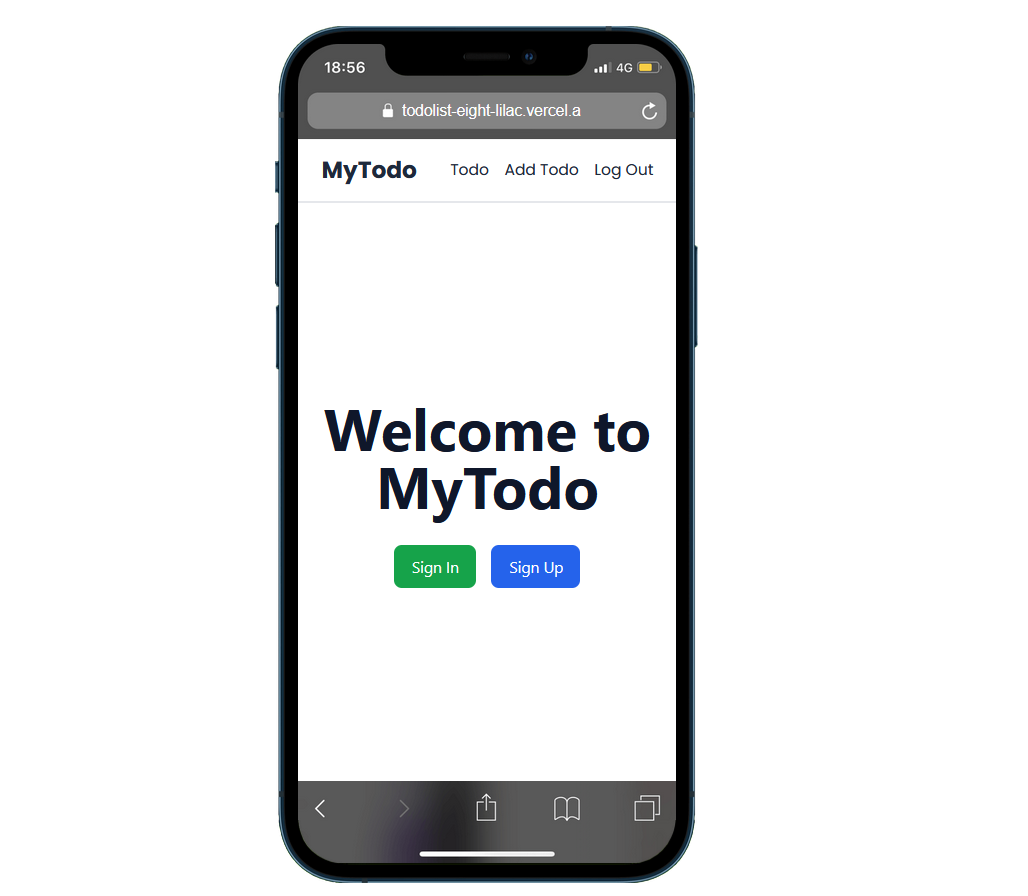 18:56 4G
todolist-eight-lilac.vercel.a
MyTodo Todo Add Todo Log Out
Welcome to
MyTodo
Sign In Sign Up